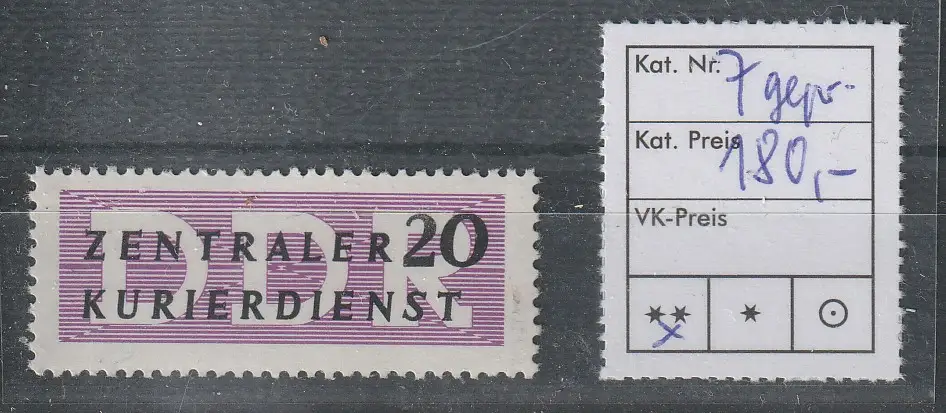 DDR
ZENTRALER 20
KURIERDIENST
Kat. Nr. 7 gepr.
Kat. Preis 180,-
VK-Preis